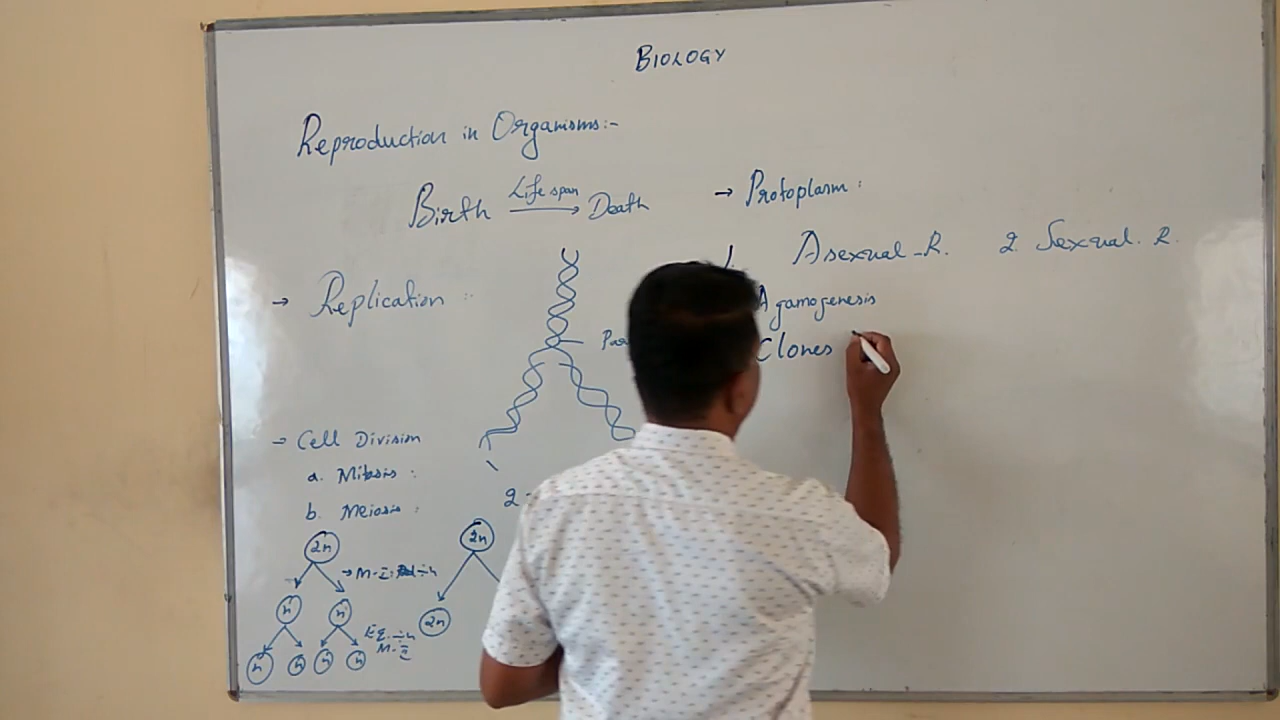 BIOLOGY
Reproduction in Organisms:-
Birth Life span Death
→ Protoplasm :
1. Asexual - R. 2. Sexual. R.
→ Replication :-
Agamogenesis
Clones
→ Cell Division
a. Mitosis :
b. Meiosis :
2n
n n
n n n n
2n
2n